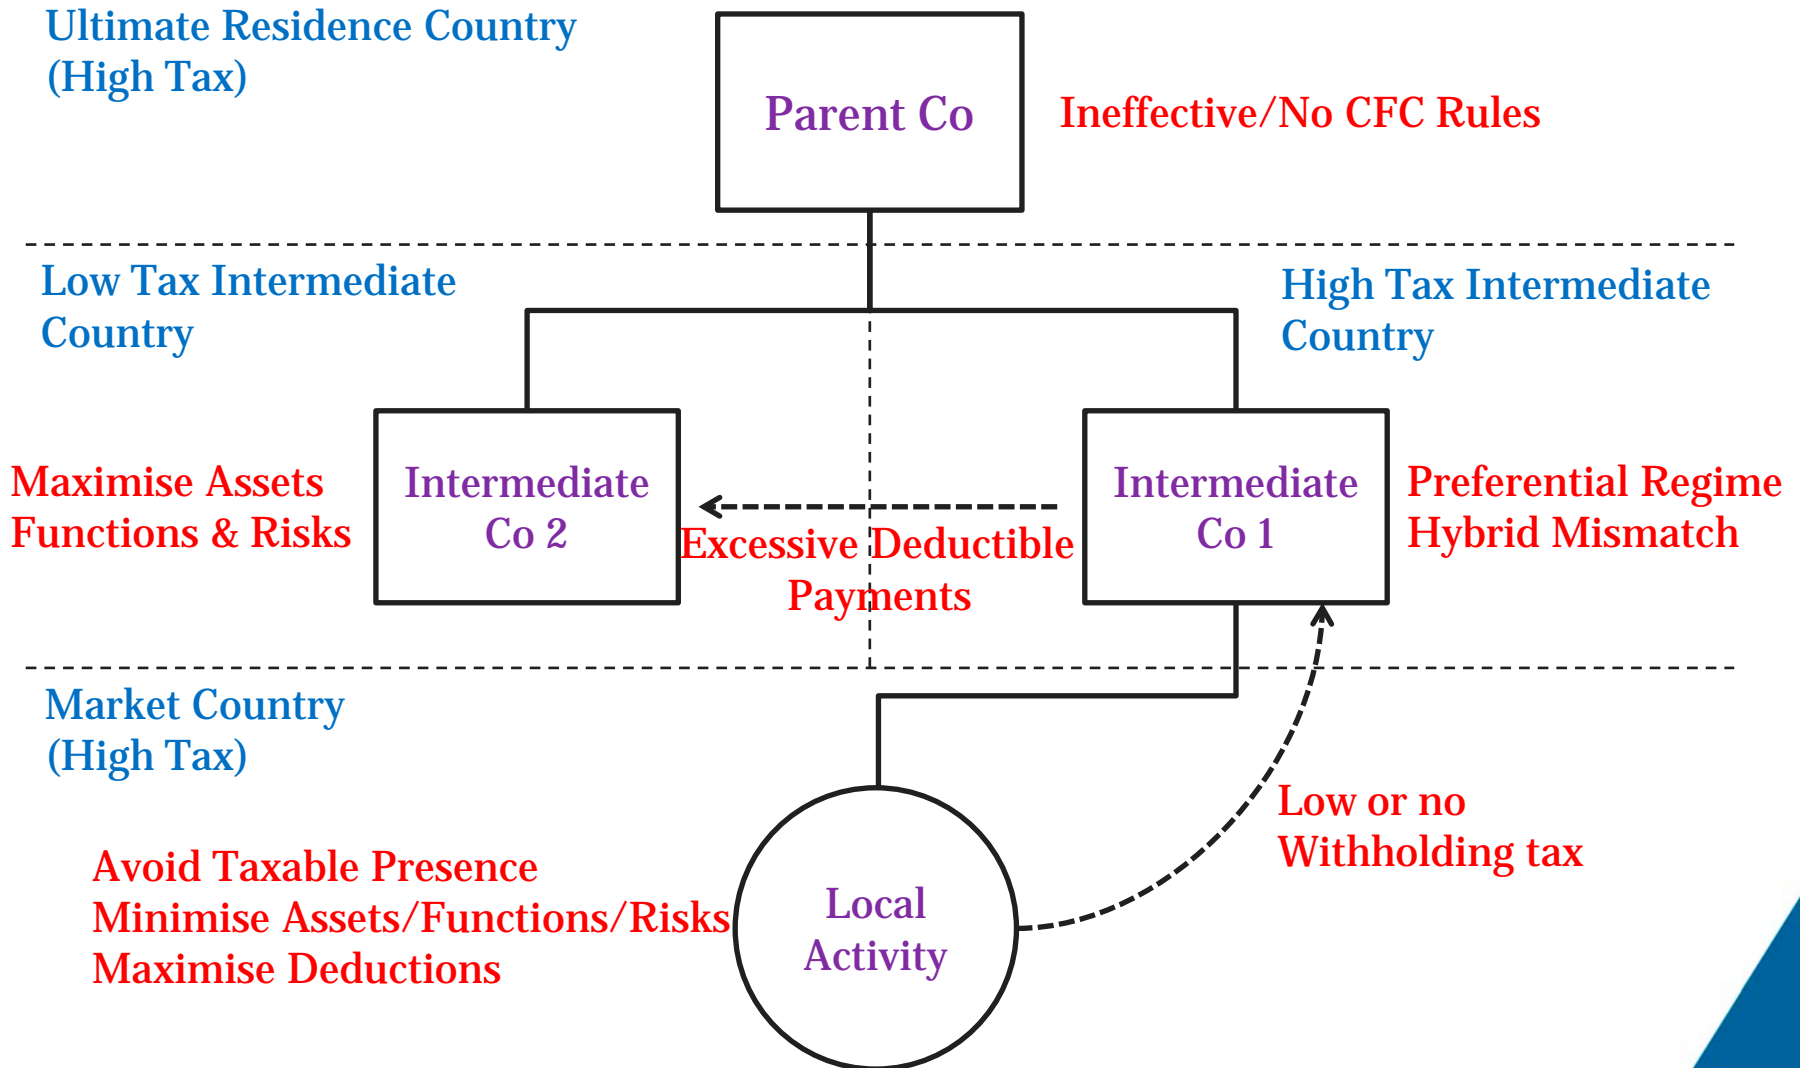 Ultimate Residence Country
(High Tax)
Parent Co
Ineffective/No CFC Rules
Low Tax Intermediate
Country
High Tax Intermediate
Country
Maximise Assets
Functions & Risks
Intermediate
Co 2
Excessive Deductible
Payments
Intermediate
Co 1
Preferential Regime
Hybrid Mismatch
Market Country
(High Tax)
Avoid Taxable Presence
Minimise Assets/Functions/Risks
Maximise Deductions
Local
Activity
Low or no
Withholding tax